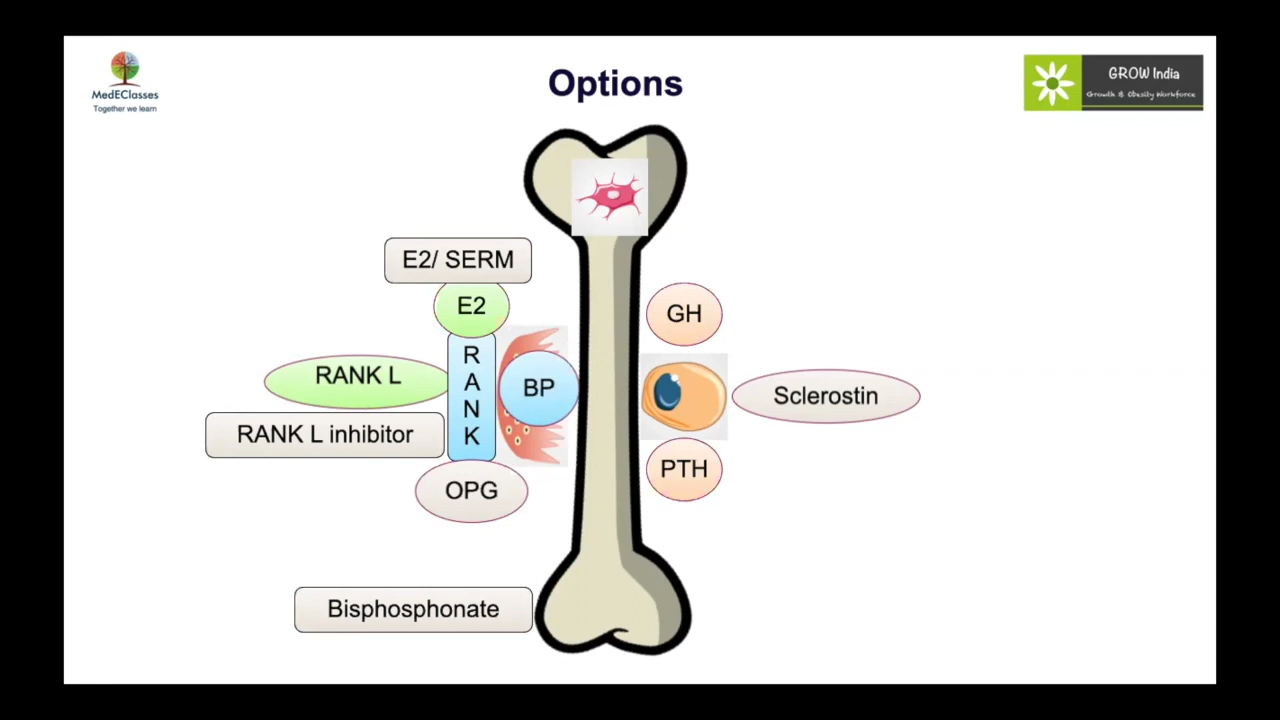 MedEClasses
Together we learn
Options
GROW India
Growth & Obesity Workforce
E2/ SERM
E2
GH
RANK L
R
A
N
K
BP
Sclerostin
RANK L inhibitor
PTH
OPG
Bisphosphonate